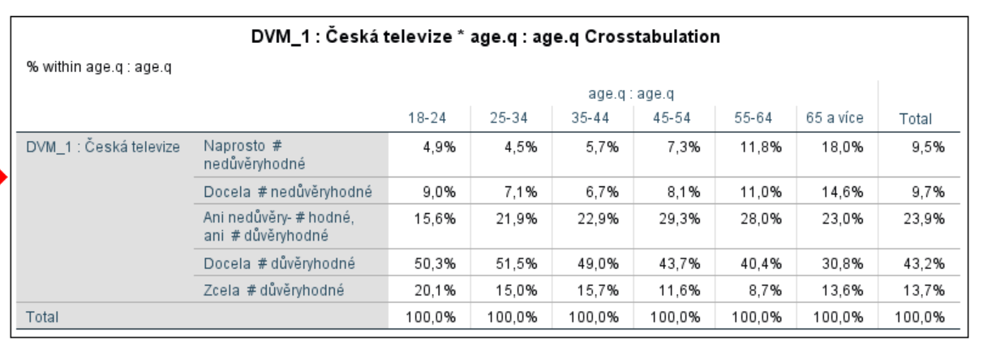 DVM_1 : Česká televize * age.q : age.q Crosstabulation
% within age.q : age.q
age.q : age.q
18-24 25-34 35-44 45-54 55-64 65 a více Total
DVM_1 : Česká televize Naprosto # 4,9% 4,5% 5,7% 7,3% 11,8% 18,0% 9,5%
nedůvěryhodné
Docela # nedůvěryhodné 9,0% 7,1% 6,7% 8,1% 11,0% 14,6% 9,7%
Ani nedůvěry- # hodné, 15,6% 21,9% 22,9% 29,3% 28,0% 23,0% 23,9%
ani # důvěryhodné
Docela # důvěryhodné 50,3% 51,5% 49,0% 43,7% 40,4% 30,8% 43,2%
Zcela # důvěryhodné 20,1% 15,0% 15,7% 11,6% 8,7% 13,6% 13,7%
Total 100,0% 100,0% 100,0% 100,0% 100,0% 100,0% 100,0%